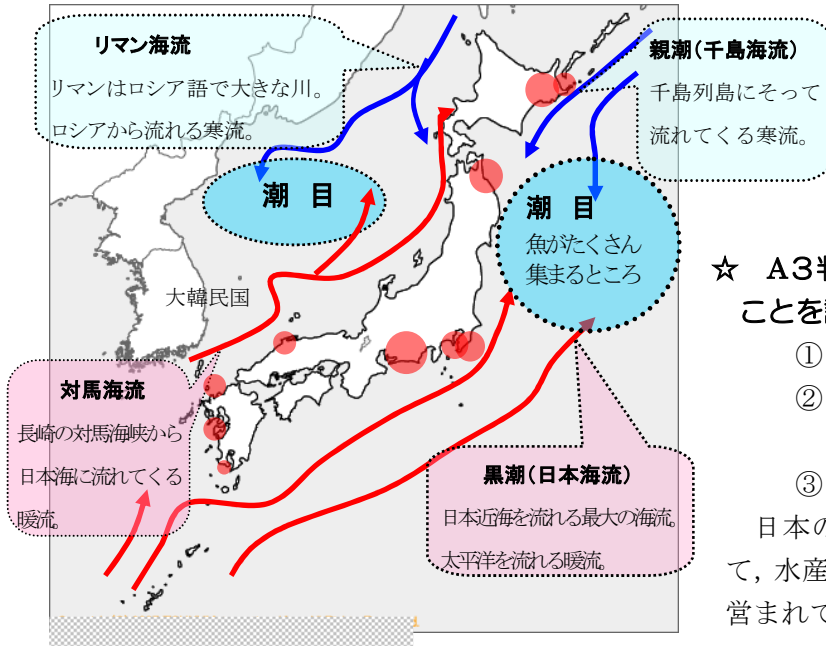 リマン海流
リマンはロシア語で大きな川。
ロシアから流れる寒流。
親潮(千島海流)
千島列島にそって
流れてくる寒流。
潮 目
潮 目
魚がたくさん
集まるところ
大韓民国
対馬海流
長崎の対馬海峡から
日本海に流れてくる
暖流。
黒潮(日本海流)
日本近海を流れる最大の海流。
太平洋を流れる暖流。
☆ A3判
ことを
①
②
③
日本の
て,水産
営まれて